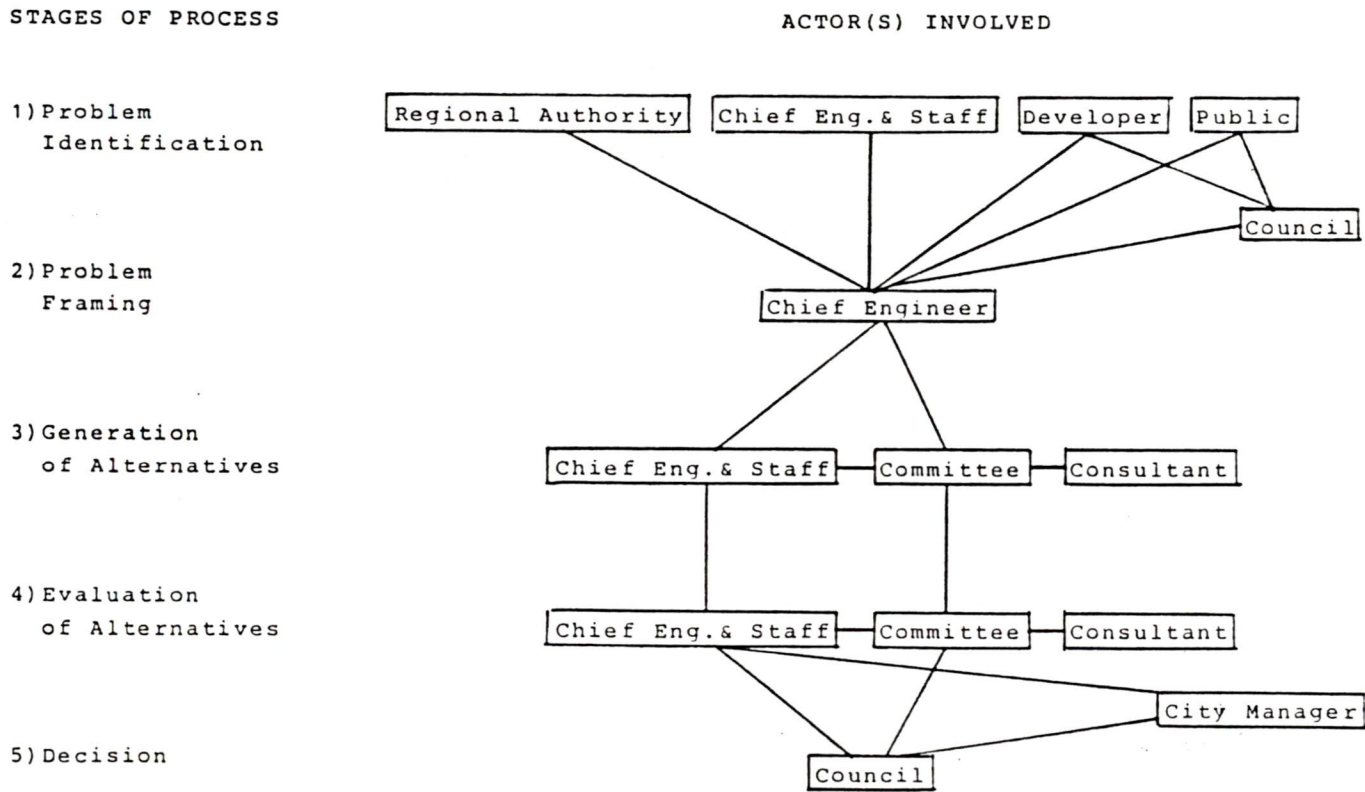 STAGES OF PROCESS ACTOR(S) INVOLVED
1)Problem Identification
Regional Authority Chief Eng.& Staff Developer Public
Council
2)Problem Framing
Chief Engineer
3)Generation of Alternatives
Chief Eng.& Staff Committee Consultant
4)Evaluation of Alternatives
Chief Eng.& Staff Committee Consultant
City Manager
5)Decision
Council